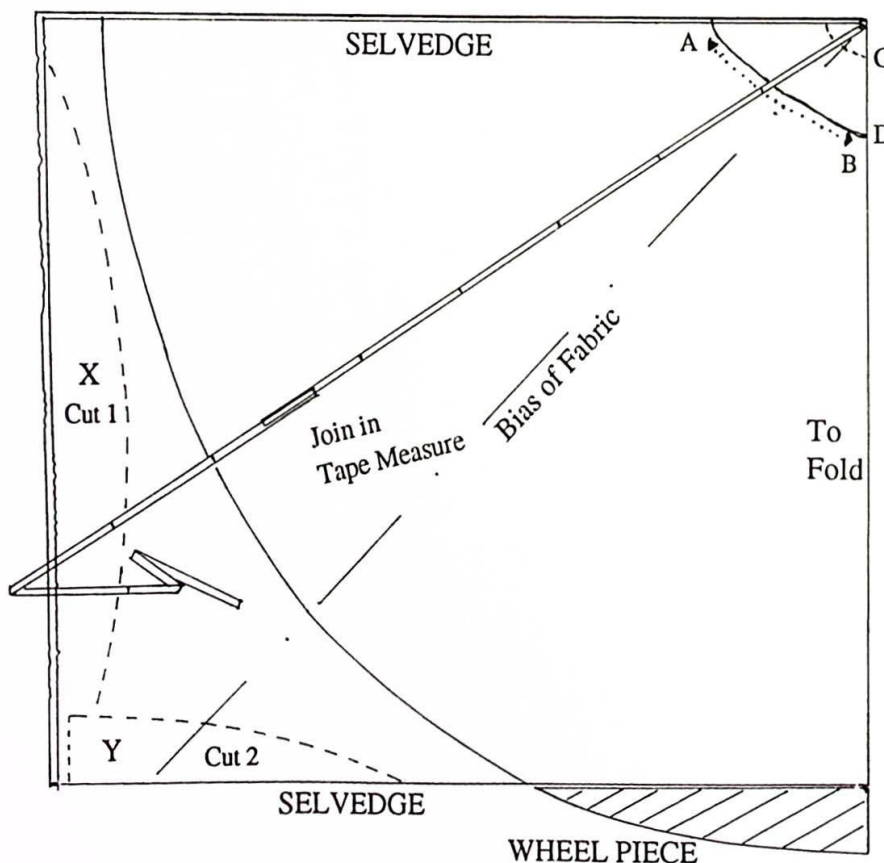 SELVEDGE
A
C
D
B
X
Cut 1
Join in
Tape Measure
Bias of Fabric
To
Fold
Y
Cut 2
SELVEDGE
WHEEL PIECE